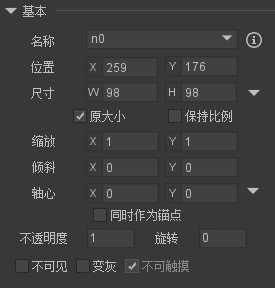 基本
名称 n0
位置 X 259 Y 176
尺寸 W 98 H 98
原大小 保持比例
缩放 X 1 Y 1
倾斜 X 0 Y 0
轴心 X 0 Y 0
同时作为锚点
不透明度 1 旋转 0
不可见 变灰 不可触摸